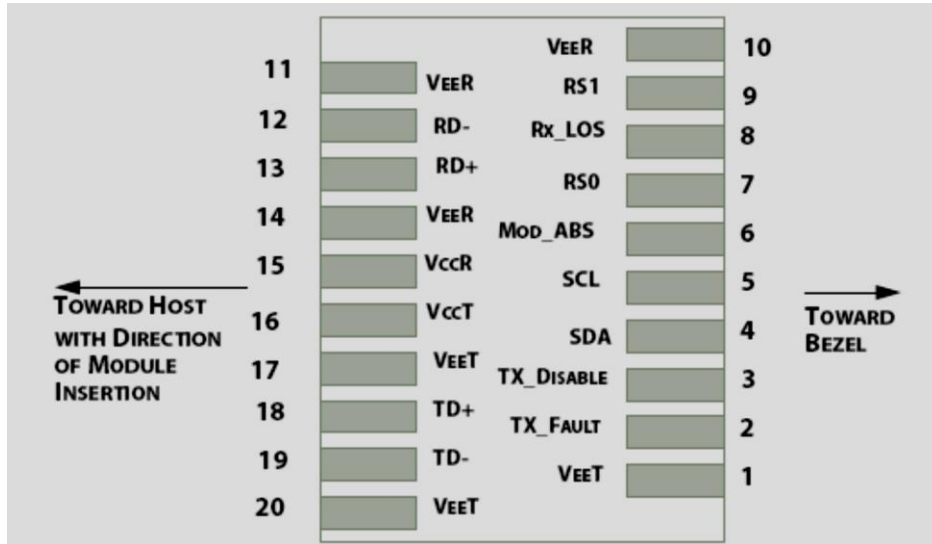 11 VEER
12 RD-
13 RD+
14 VEER
15 VCCR
16 VCCT
17 VEET
18 TD+
19 TD-
20 VEET
VEER 10
RS1 9
RX_LOS 8
RS0 7
MOD_ABS 6
SCL 5
SDA 4
TX_DISABLE 3
TX_FAULT 2
VEET 1
TOWARD HOST
WITH DIRECTION
OF MODULE
INSERTION
TOWARD
BEZEL